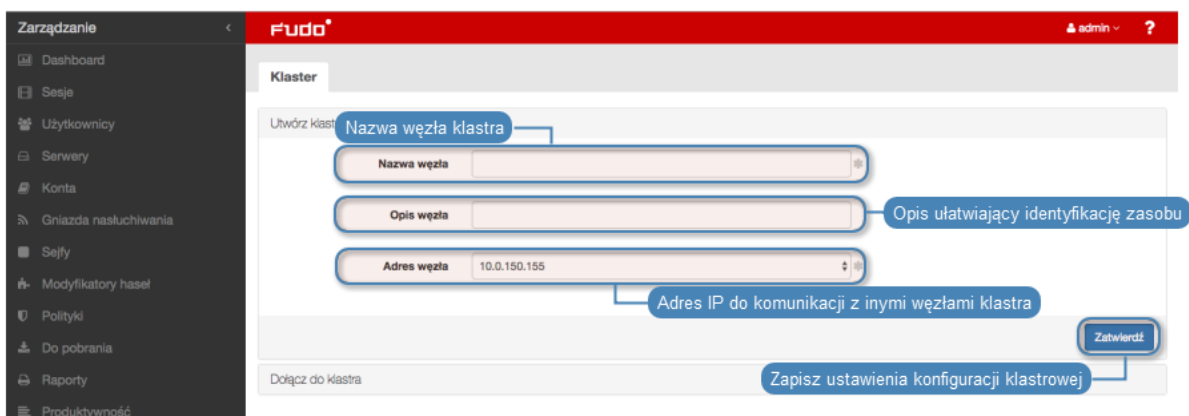 Zarządzanie
Fudo
admin
?
Dashboard
Sesje
Użytkownicy
Serwery
Konta
Gniazda nasłuchiwania
Sejfy
Modyfikatory haseł
Polityki
Do pobrania
Raporty
Produktywność
Klaster
Utwórz klast
Nazwa węzła klastra
Nazwa węzła
Opis węzła
Opis ułatwiający identyfikację zasobu
Adres węzła 10.0.150.155
Adres IP do komunikacji z inymi węzłami klastra
Zatwierdź
Dołącz do klastra
Zapisz ustawienia konfiguracji klastrowej